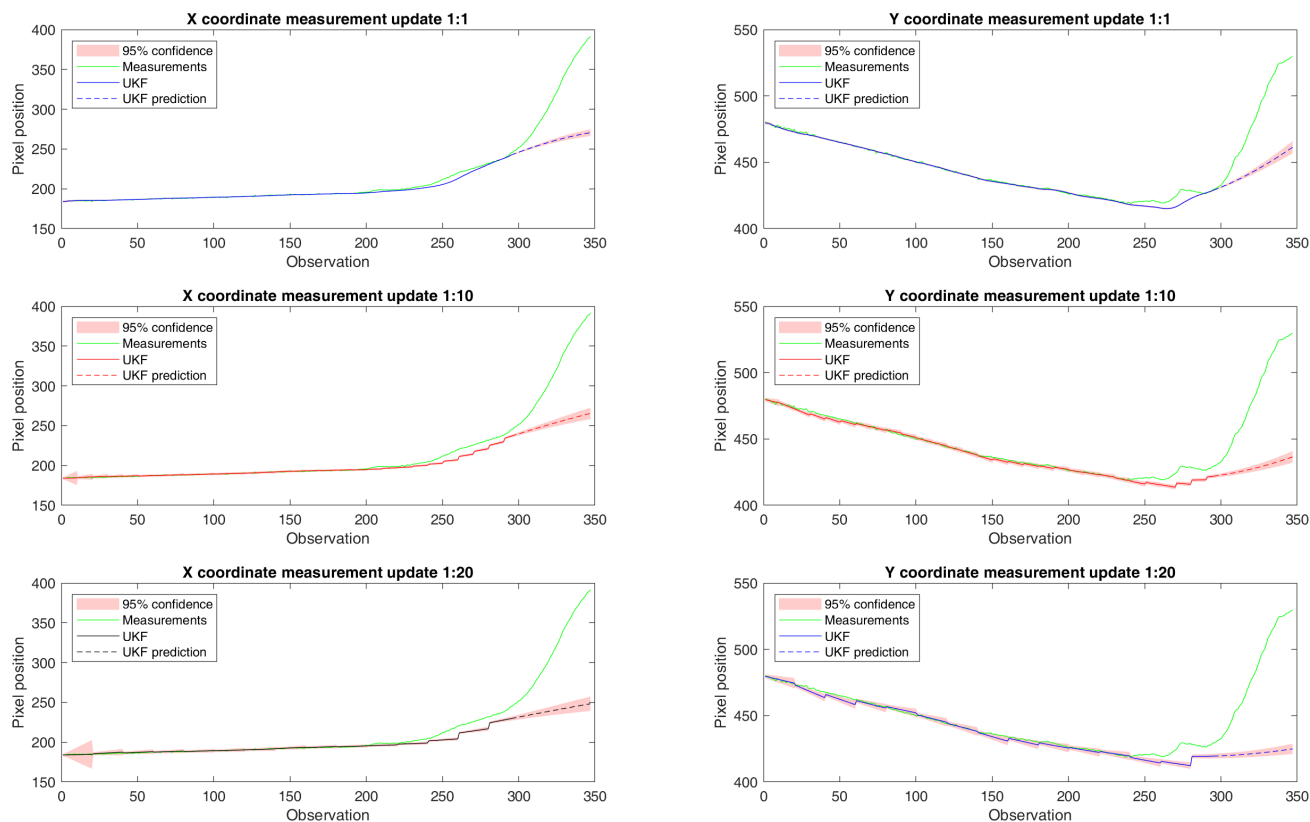 X coordinate measurement update 1:1
400
350
300
250
200
150
Pixel position
95% confidence
Measurements
UKF
UKF prediction
0
50
100
150
200
250
300
350
Observation
Y coordinate measurement update 1:1
550
500
450
400
Pixel position
95% confidence
Measurements
UKF
UKF prediction
0
50
100
150
200
250
300
350
Observation
X coordinate measurement update 1:10
400
350
300
250
200
150
Pixel position
95% confidence
Measurements
UKF
UKF prediction
0
50
100
150
200
250
300
350
Observation
Y coordinate measurement update 1:10
550
500
450
400
Pixel position
95% confidence
Measurements
UKF
UKF prediction
0
50
100
150
200
250
300
350
Observation
X coordinate measurement update 1:20
400
350
300
250
200
150
Pixel position
95% confidence
Measurements
UKF
UKF prediction
0
50
100
150
200
250
300
350
Observation
Y coordinate measurement update 1:20
550
500
450
400
Pixel position
95% confidence
Measurements
UKF
UKF prediction
0
50
100
150
200
250
300
350
Observation